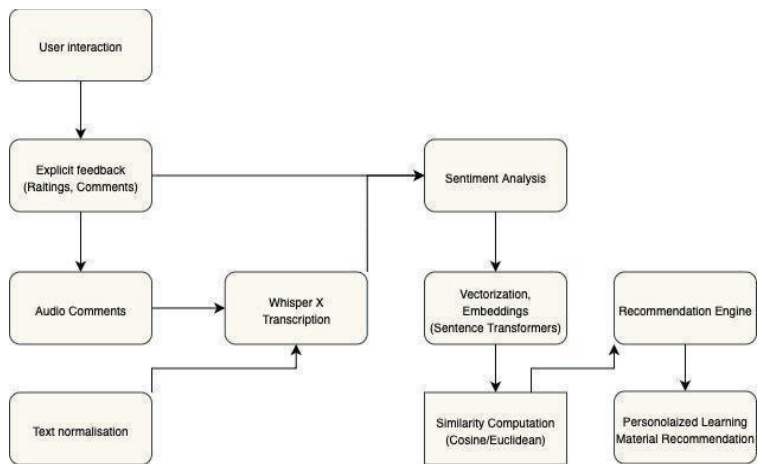 User interaction
Explicit feedback
(Raitings, Comments)
Sentiment Analysis
Audio Comments
Whisper X
Transcription
Vectorization,
Embeddings
(Sentence Transformers)
Recommendation Engine
Text normalisation
Similarity Computation
(Cosine/Euclidean)
Personolaized Learning
Material Recommendation